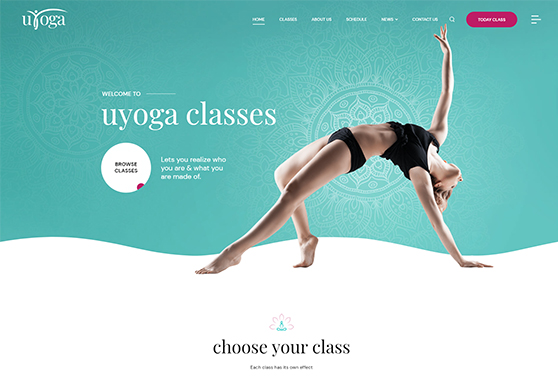 uyoga
HOME CLASSES ABOUT US SCHEDULE NEWS CONTACT US TODAY CLASS
WELCOME TO
uyoga classes
BROWSE
CLASSES
Lets you realize who
you are & what you
are made of.
choose your class
Each class has its own effect